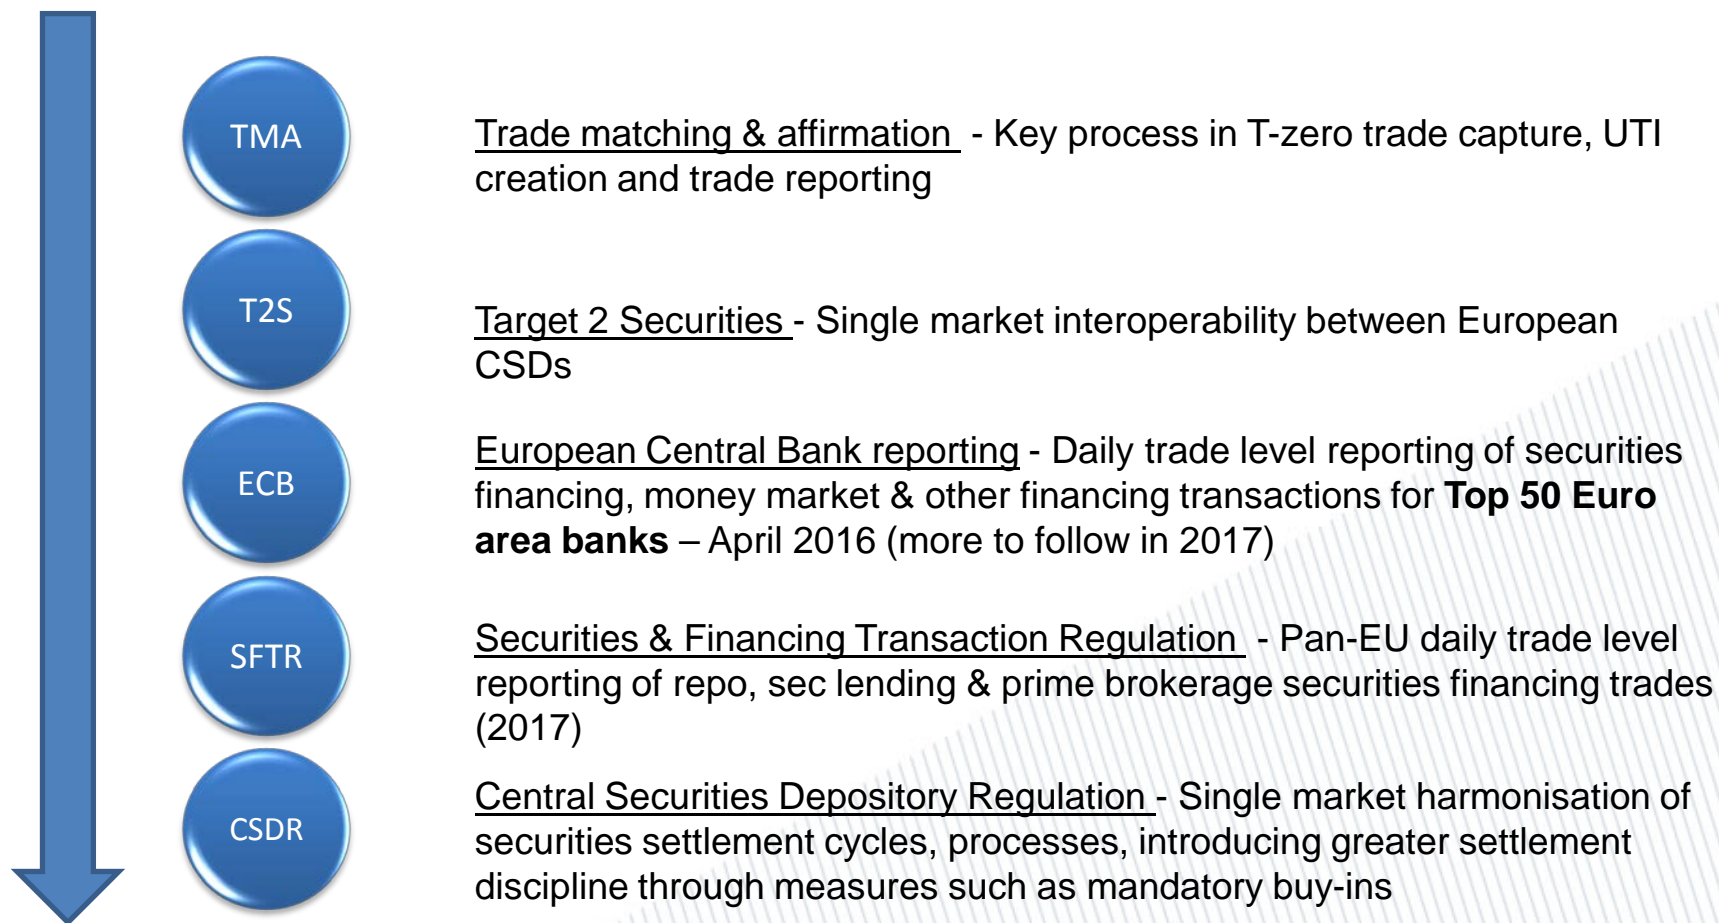 TMA
Trade matching & affirmation - Key process in T-zero trade capture, UTI
creation and trade reporting
T2S
Target 2 Securities - Single market interoperability between European
CSDs
ECB
European Central Bank reporting - Daily trade level reporting of securities
financing, money market & other financing transactions for Top 50 Euro
area banks – April 2016 (more to follow in 2017)
SFTR
Securities & Financing Transaction Regulation - Pan-EU daily trade level
reporting of repo, sec lending & prime brokerage securities financing trades
(2017)
CSDR
Central Securities Depository Regulation - Single market harmonisation of
securities settlement cycles, processes, introducing greater settlement
discipline through measures such as mandatory buy-ins